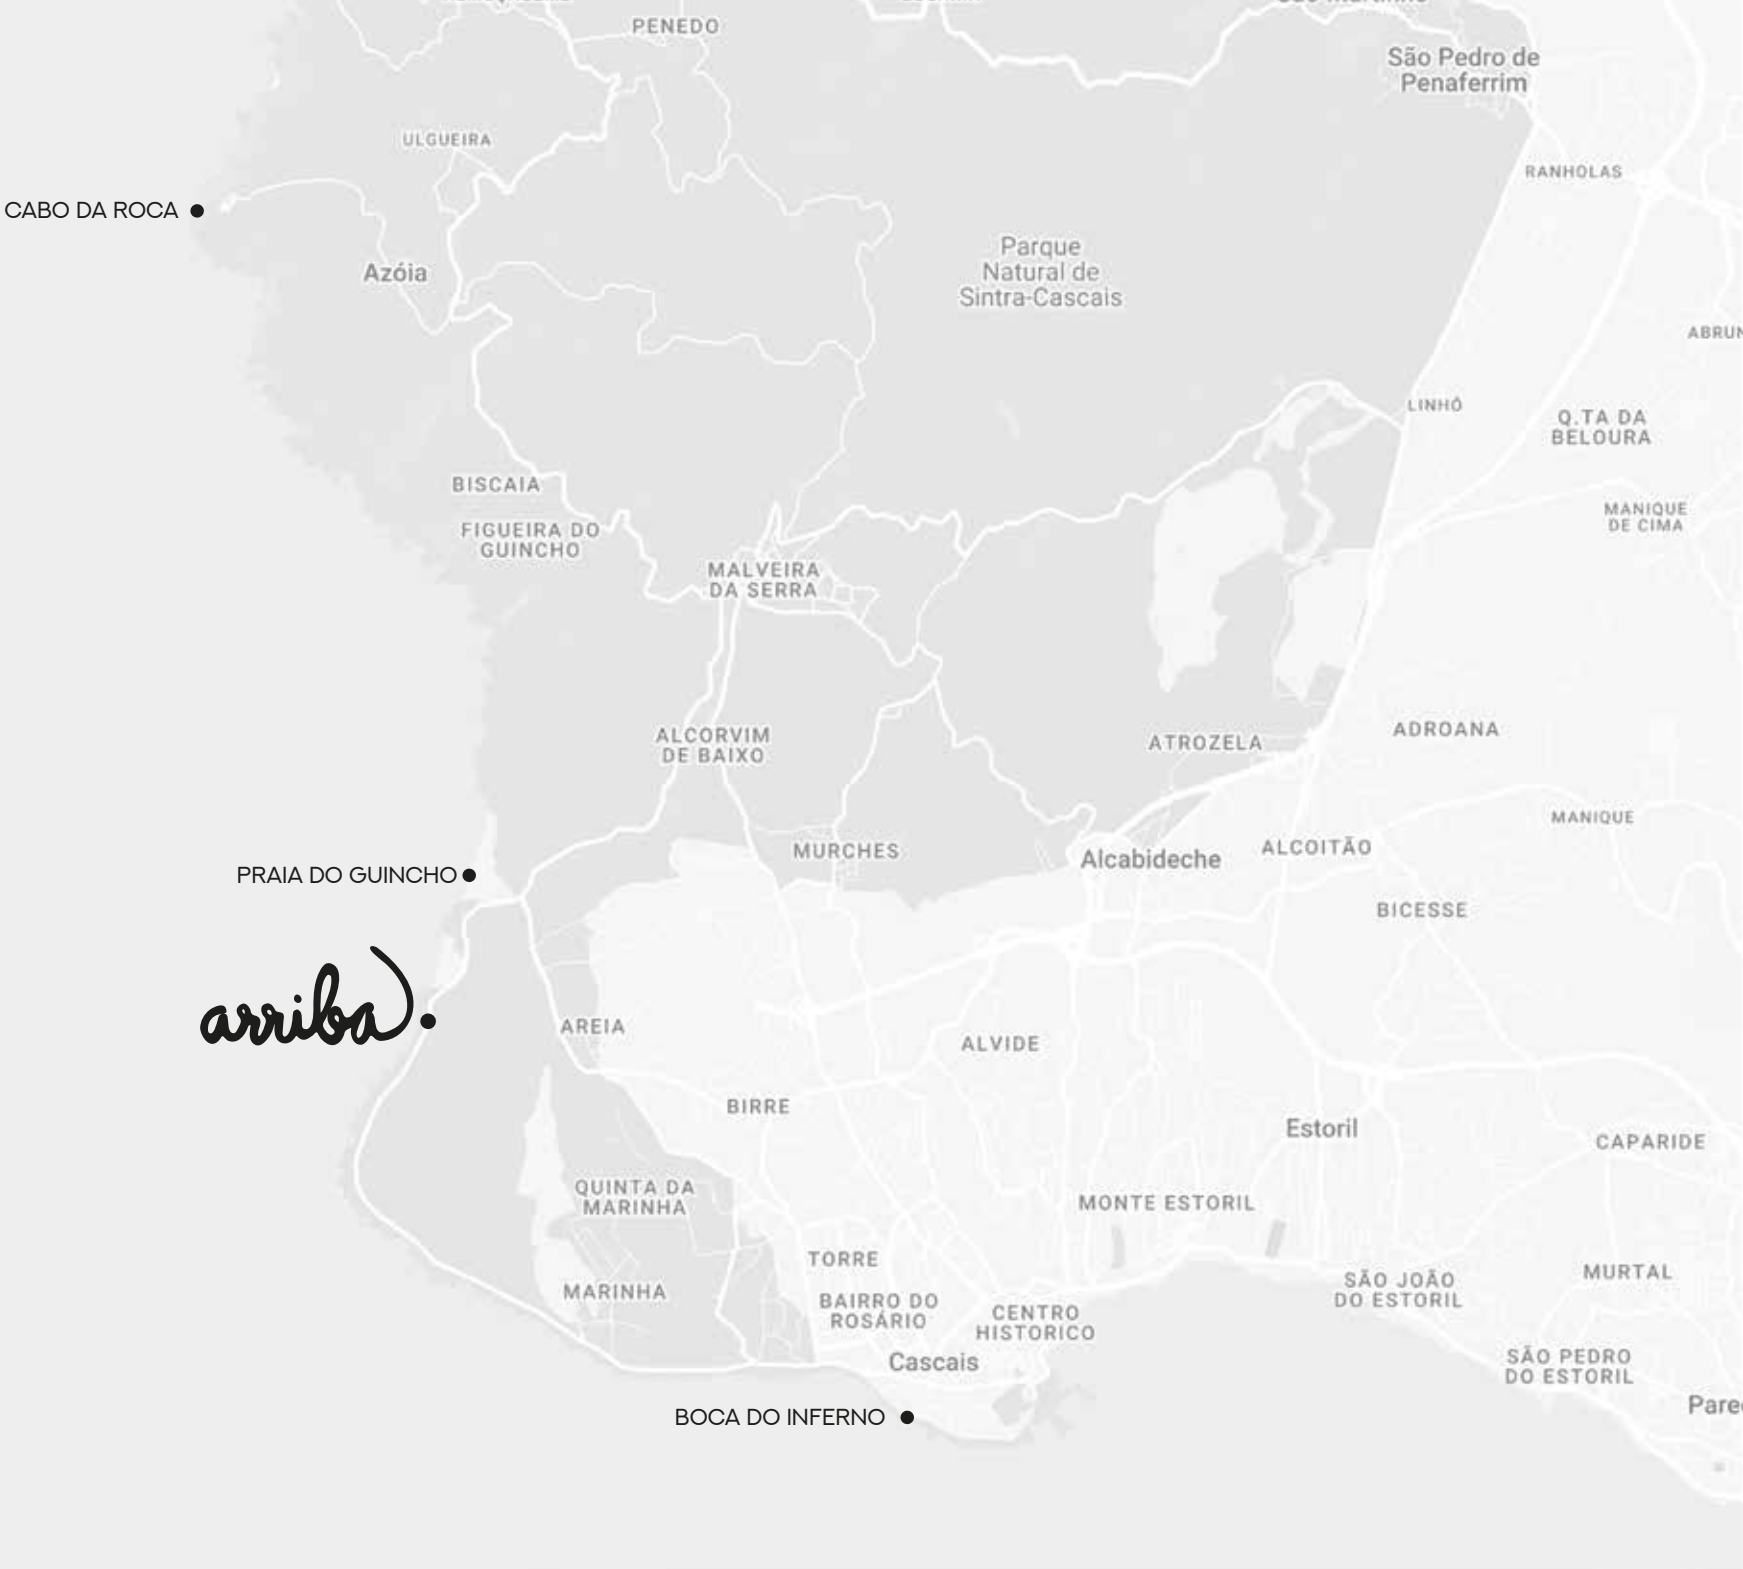 PENEDO
São Pedro de
Penaferrim
ULGUEIRA
RANHOLAS
CABO DA ROCA
Azóia
Parque
Natural de
Sintra-Cascais
LINHÓ
Q.TA DA
BELOURA
BISCAIA
MANIQUE
DE CIMA
FIGUEIRA DO
GUINCHO
MALVEIRA
DA SERRA
ALCORVIM
DE BAIXO
ATROZELA
ADROANA
MANIQUE
MURCHES
Alcabideche
ALCOITÃO
PRAIA DO GUINCHO
BICESSE
arriba
AREIA
ALVIDE
BIRRE
Estoril
CAPARIDE
QUINTA DA
MARINHA
MONTE ESTORIL
TORRE
MARINHA
BAIRRO DO
ROSÁRIO
CENTRO
HISTORICO
SÃO JOÃO
DO ESTORIL
MURTAL
Cascais
SÃO PEDRO
DO ESTORIL
BOCA DO INFERNO